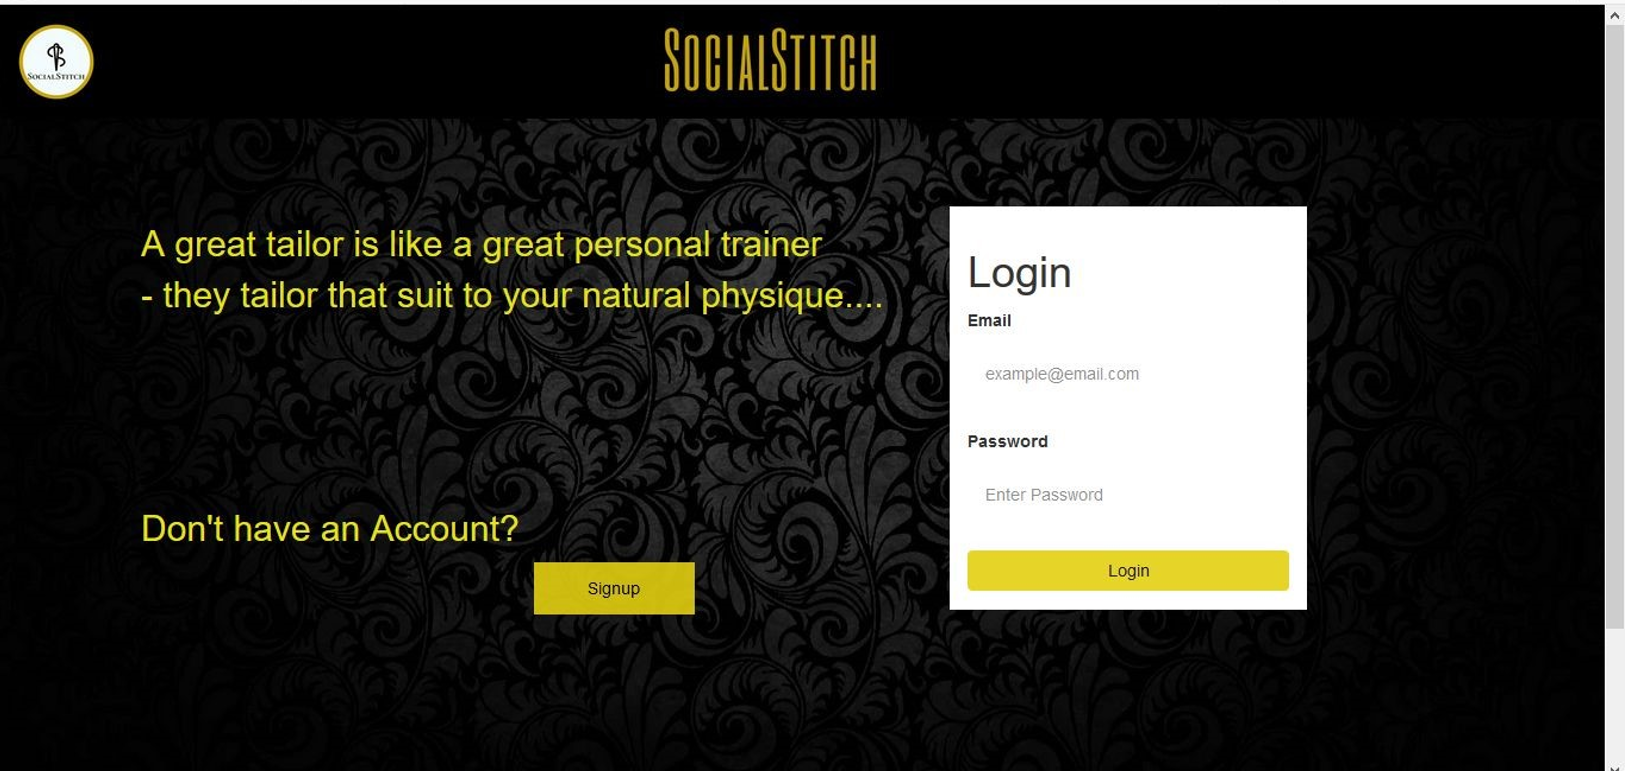 SocialStitch
SocialStitch
A great tailor is like a great personal trainer
- they tailor that suit to your natural physique....
Don't have an Account?
Signup
Login
Email
example@email.com
Password
Enter Password
Login